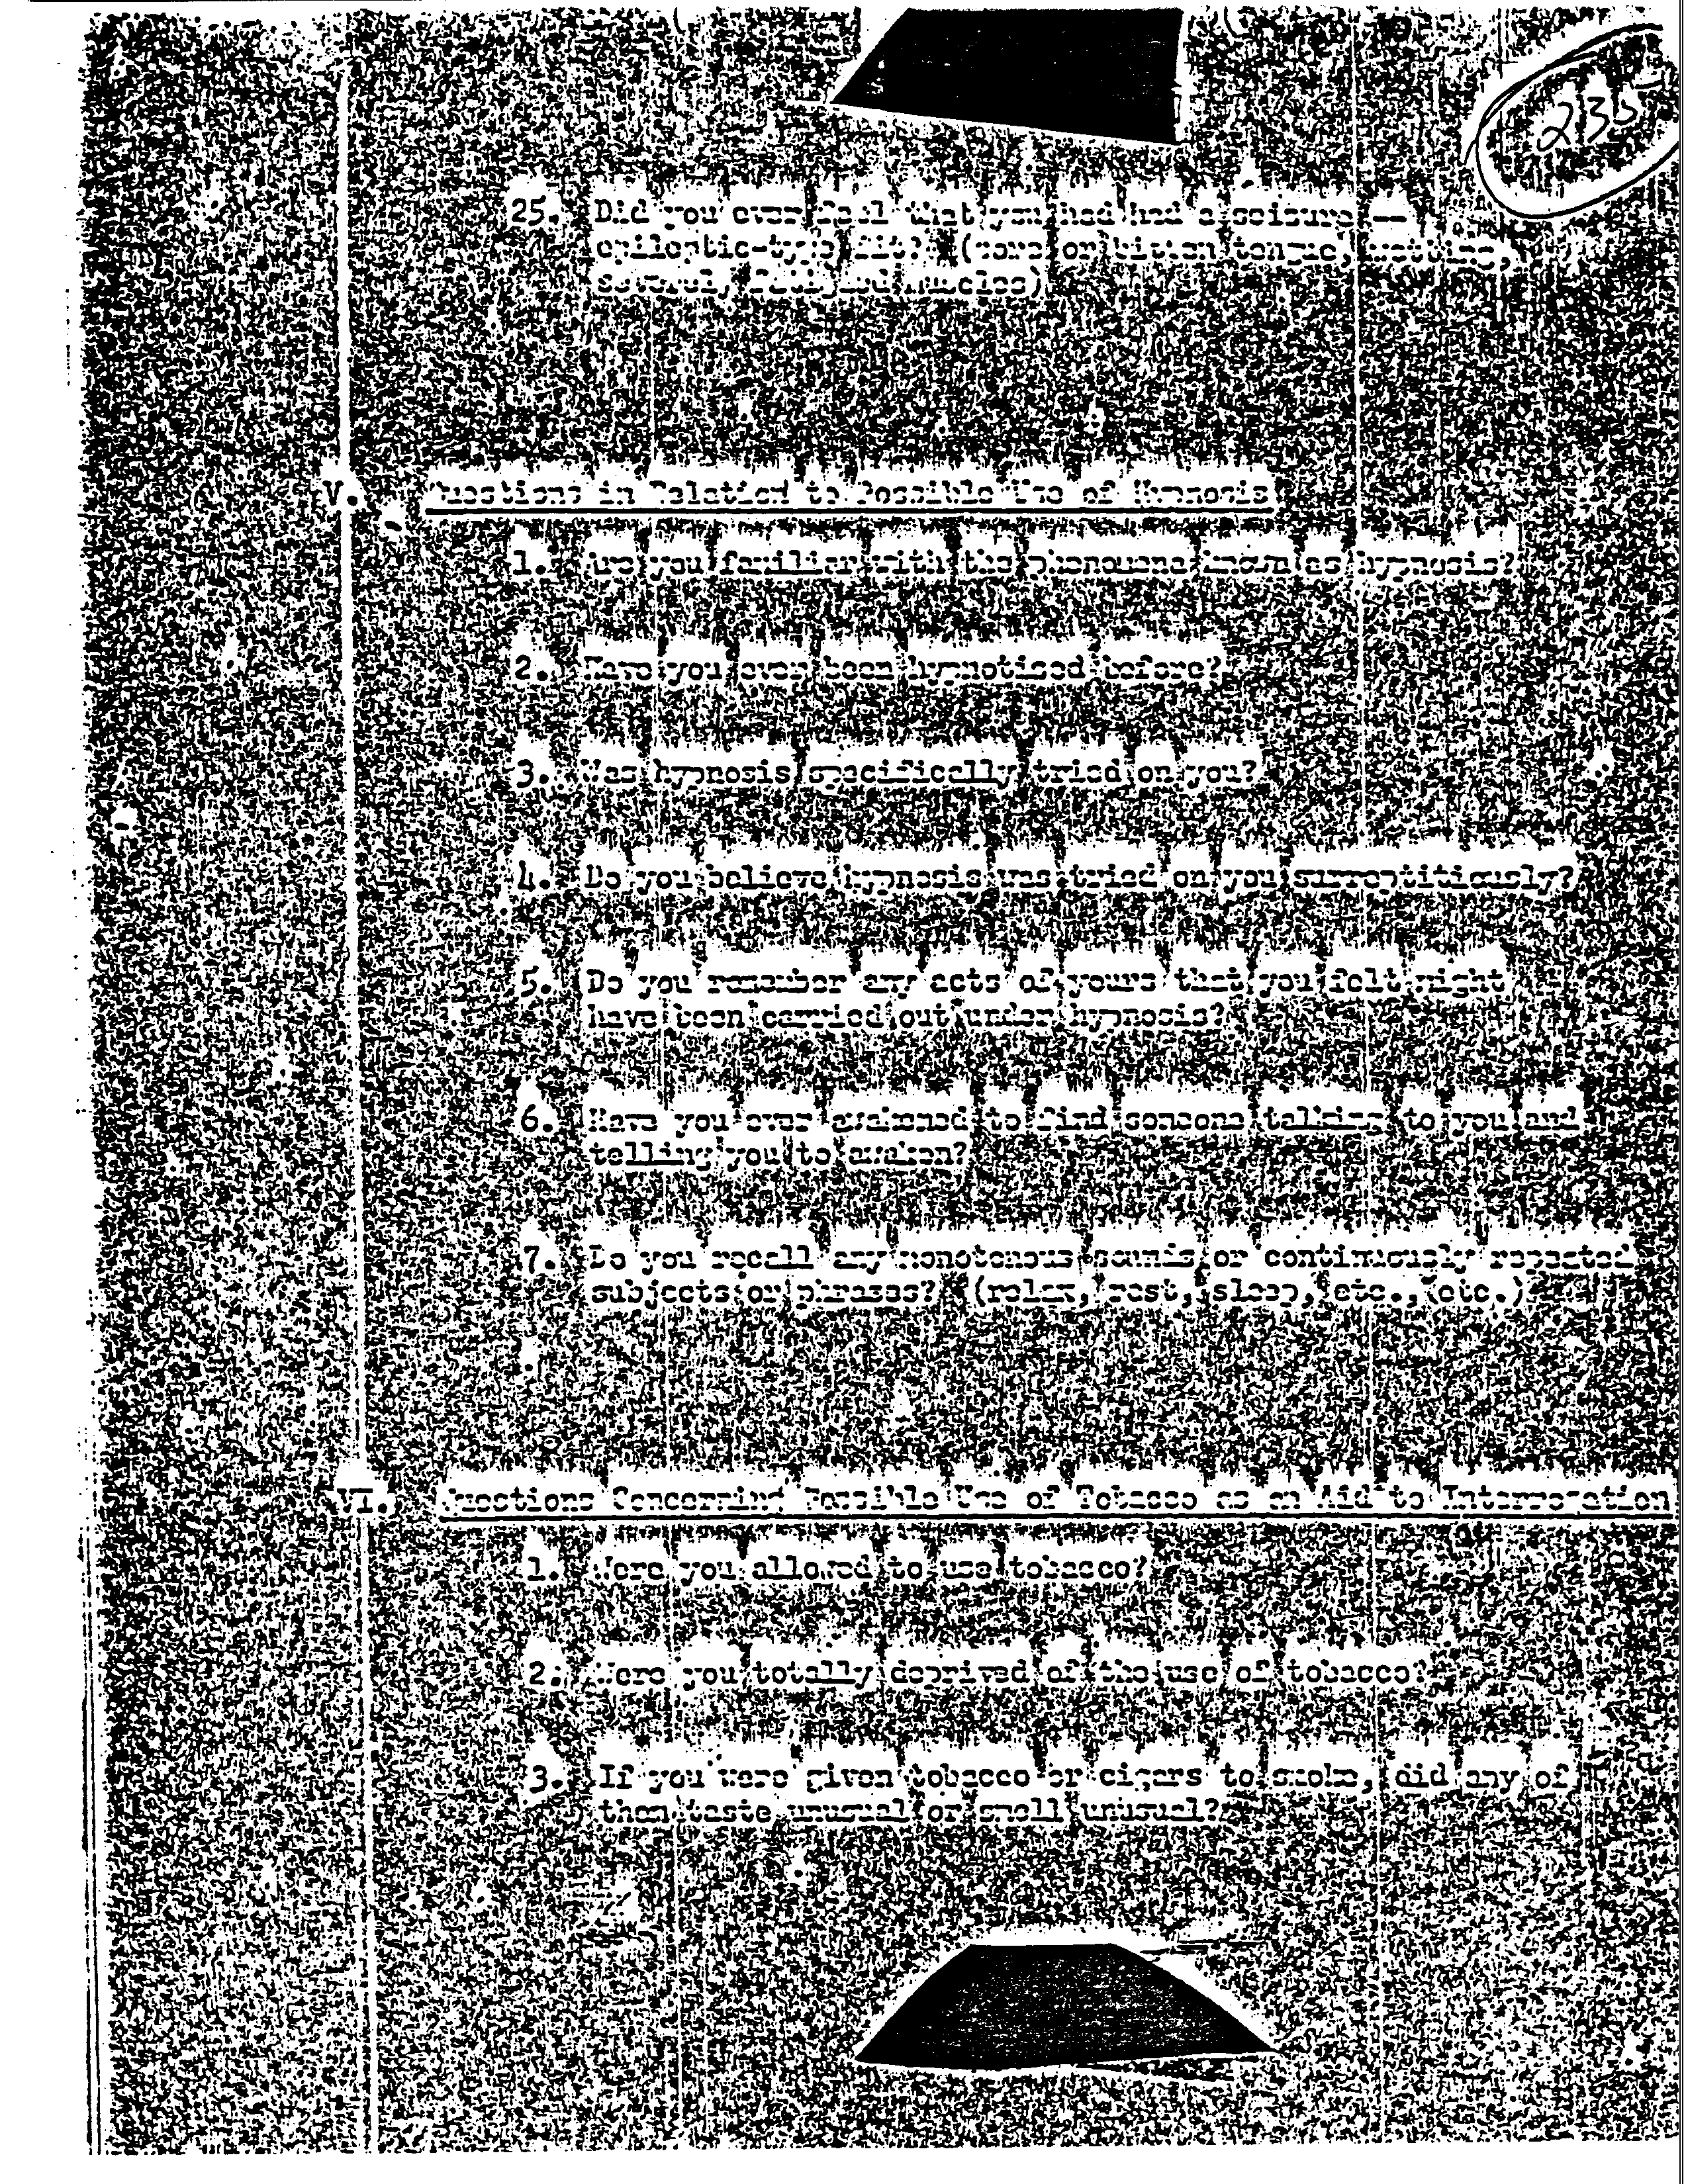 235
25. Did you ever feel that you had had a seizure --
epileptic-type fit? (sore or bitten tongue, wetting,
severely fatigued muscles)
V. Questions in Relation to Possible Use of Hypnosis
1. Are you familiar with the phenomena known as hypnosis?
2. Have you ever been hypnotized before?
3. Was hypnosis specifically tried on you?
4. Do you believe hypnosis was tried on you surreptitiously?
5. Do you remember any acts of yours that you felt might
have been carried out under hypnosis?
6. Have you ever awakened to find someone talking to you and
telling you to awaken?
7. Do you recall any monotonous sounds or continuously repeated
subjects or phrases? (relax, rest, sleep, etc., etc.)
VI. Questions Concerning Possible Use of Tobacco as an Aid to Interrogation
1. Were you allowed to use tobacco?
2. Were you totally deprived of the use of tobacco?
3. If you were given tobacco or cigars to smoke, did any of
them taste unusual or smell unusual?